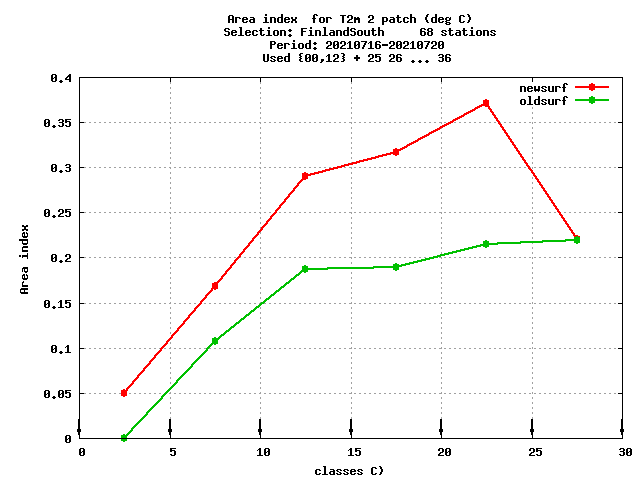 Area index  for T2m 2 patch (deg C)
Selection: FinlandSouth     68 stations
Period: 20210716-20210720
Used {00,12} + 25 26 ... 36
newsurf
oldsurf
0.4
0.35
0.3
0.25
0.2
0.15
0.1
0.05
0
Area index
0 5 10 15 20 25 30
classes C)